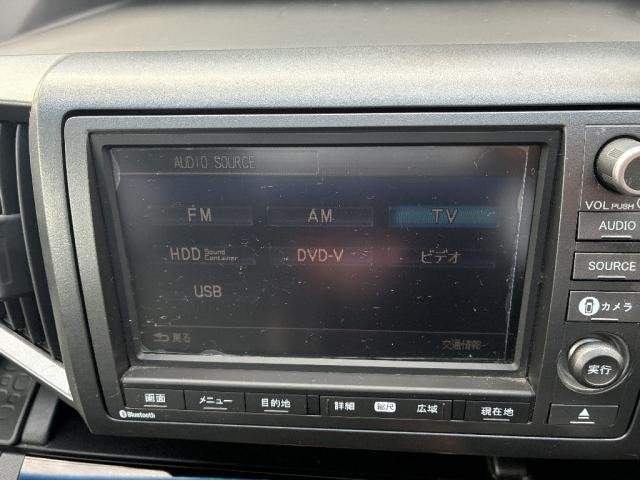 AUDIO SOURCE
FM AM TV
HDD Sound Container DVD-V ビデオ
USB
戻る 交通情報
VOL PUSH
AUDIO
SOURCE
カメラ
実行
画面 メニュー 目的地 詳細 縮尺 広域 現在地
Bluetooth